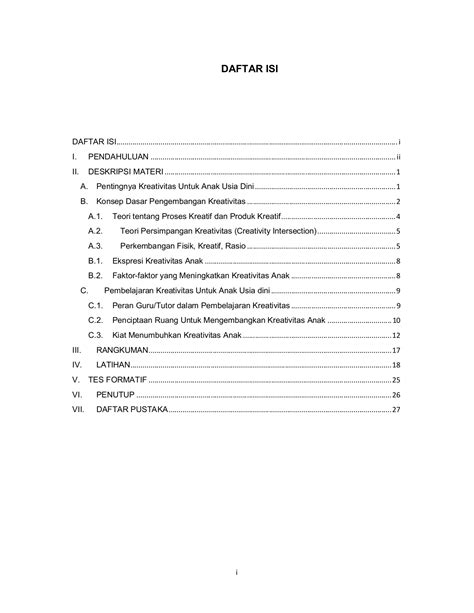 DAFTAR ISI
DAFTAR ISI i
I. PENDAHULUAN ii
II. DESKRIPSI MATERI 1
A. Pentingnya Kreativitas Untuk Anak Usia Dini 1
B. Konsep Dasar Pengembangan Kreativitas 2
A.1. Teori tentang Proses Kreatif dan Produk Kreatif 4
A.2. Teori Persimpangan Kreativitas (Creativity Intersection) 5
A.3. Perkembangan Fisik, Kreatif, Rasio 5
B.1. Ekspresi Kreativitas Anak 8
B.2. Faktor-faktor yang Meningkatkan Kreativitas Anak 8
C. Pembelajaran Kreativitas Untuk Anak Usia dini 9
C.1. Peran Guru/Tutor dalam Pembelajaran Kreativitas 9
C.2. Penciptaan Ruang Untuk Mengembangkan Kreativitas Anak 10
C.3. Kiat Menumbuhkan Kreativitas Anak 12
III. RANGKUMAN 17
IV. LATIHAN 18
V. TES FORMATIF 25
VI. PENUTUP 26
VII. DAFTAR PUSTAKA 27
i